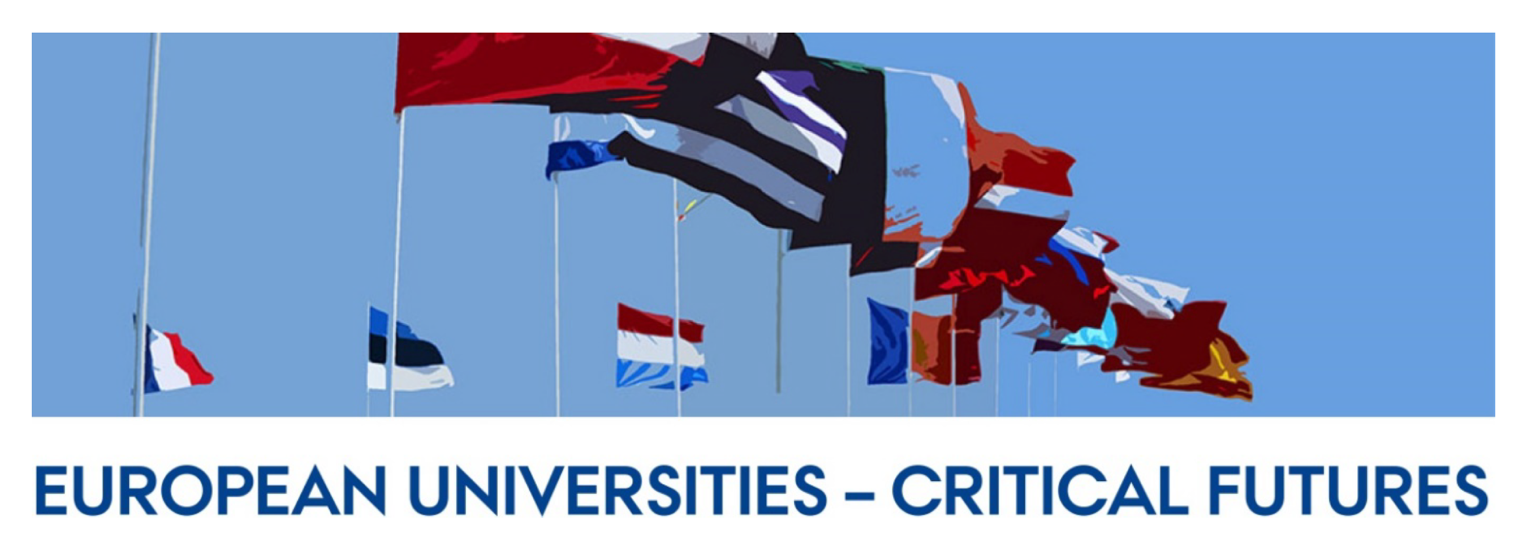 EUROPEAN UNIVERSITIES – CRITICAL FUTURES